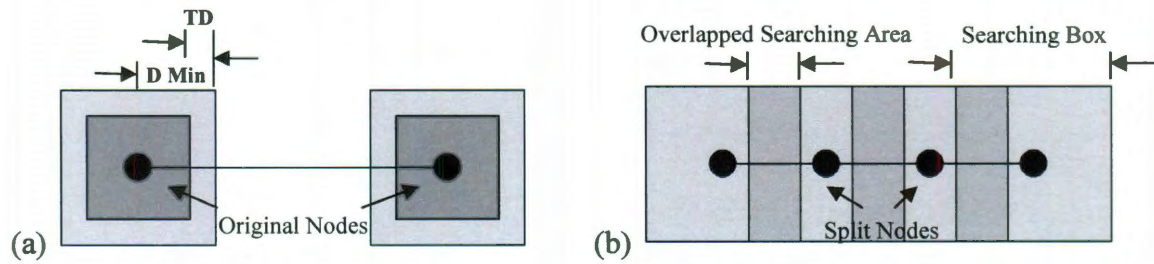 TD
D Min
Original Nodes
(a)
Overlapped Searching Area
Searching Box
Split Nodes
(b)